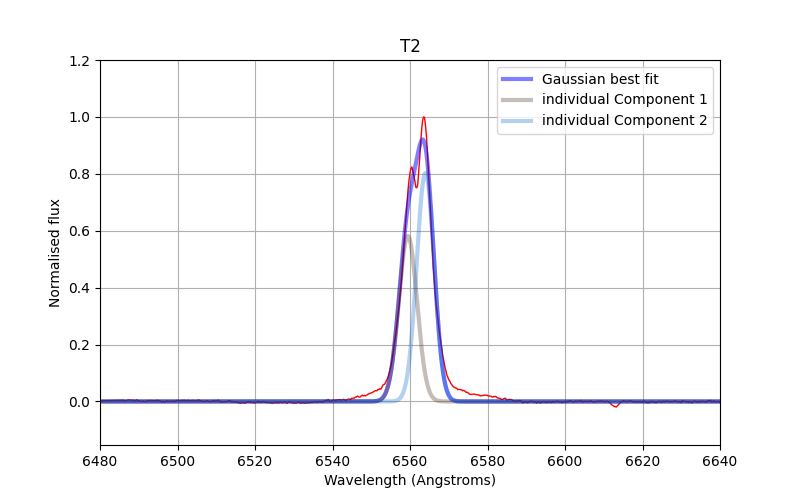 T2
Gaussian best fit
individual Component 1
individual Component 2
1.2
1.0
0.8
0.6
0.4
0.2
0.0
Normalised flux
6480 6500 6520 6540 6560 6580 6600 6620 6640
Wavelength (Angstroms)